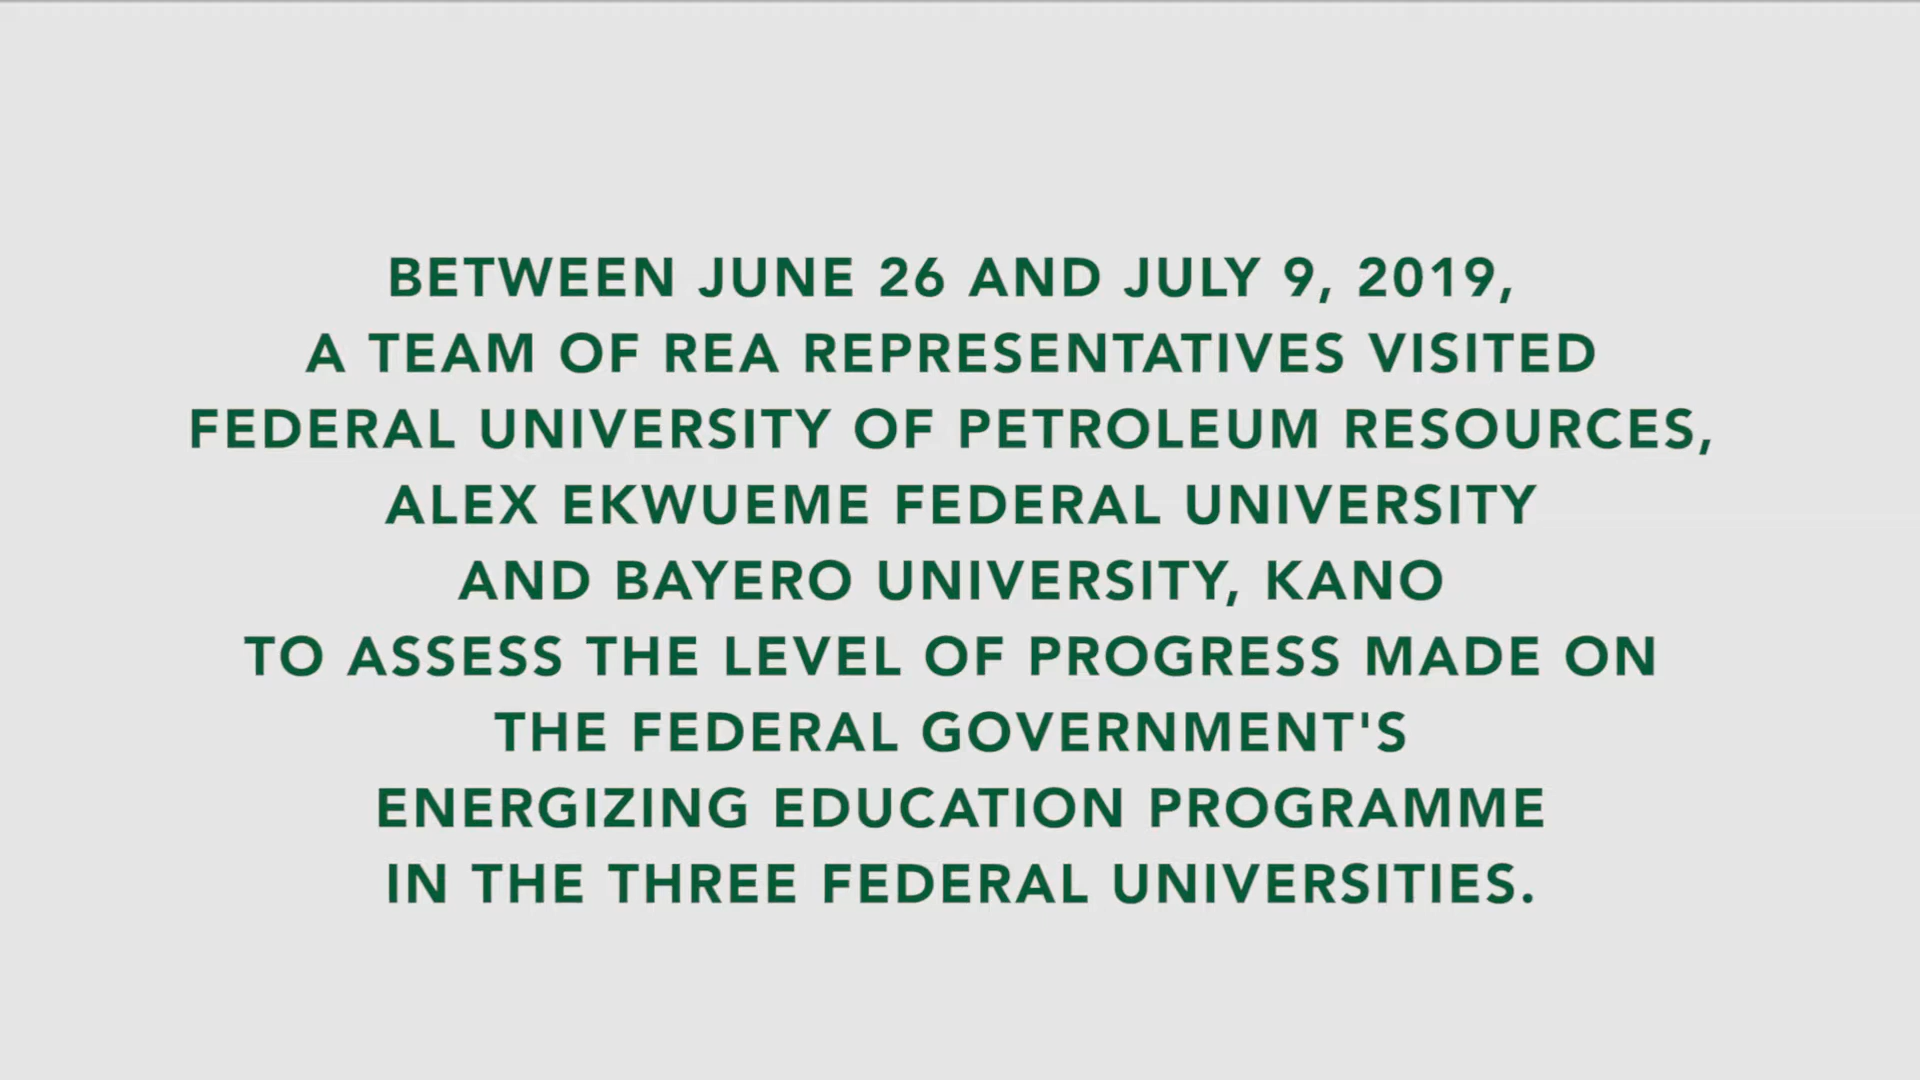 BETWEEN JUNE 26 AND JULY 9, 2019,
A TEAM OF REA REPRESENTATIVES VISITED
FEDERAL UNIVERSITY OF PETROLEUM RESOURCES,
ALEX EKWUEME FEDERAL UNIVERSITY
AND BAYERO UNIVERSITY, KANO
TO ASSESS THE LEVEL OF PROGRESS MADE ON
THE FEDERAL GOVERNMENT'S
ENERGIZING EDUCATION PROGRAMME
IN THE THREE FEDERAL UNIVERSITIES.